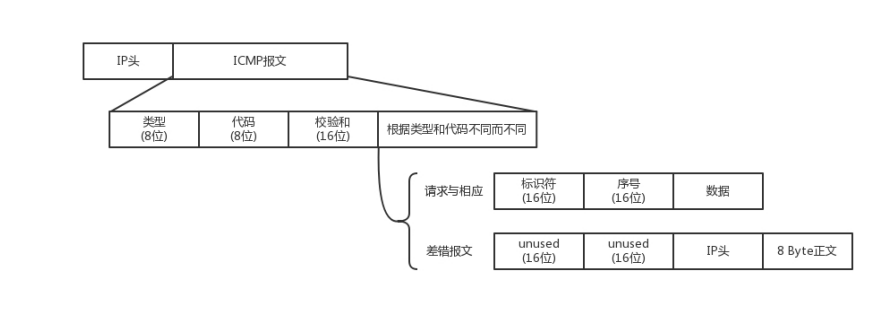 IP头
ICMP报文
类型
(8位)
代码
(8位)
校验和
(16位)
根据类型和代码不同而不同
请求与相应
标识符
(16位)
序号
(16位)
数据
差错报文
unused
(16位)
unused
(16位)
IP头
8 Byte正文